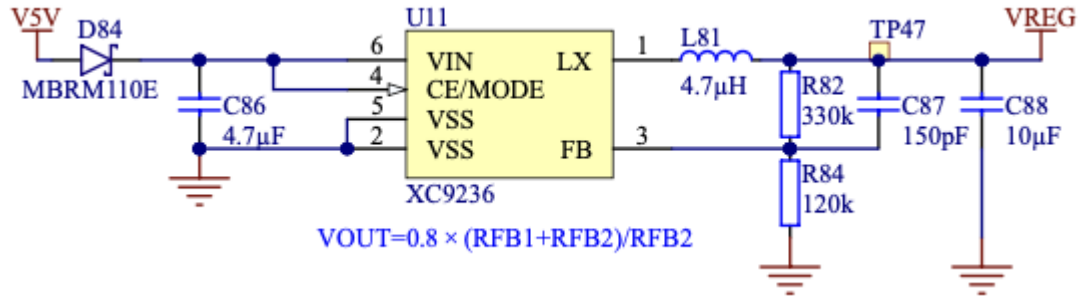 V5V
D84
MBRM110E
C86
4.7µF
U11
6
VIN
4
CE/MODE
5
VSS
2
VSS
LX
1
FB
3
XC9236
L81
4.7µH
R82
330k
R84
120k
TP47
C87
150pF
C88
10µF
VREG
VOUT=0.8 × (RFB1+RFB2)/RFB2